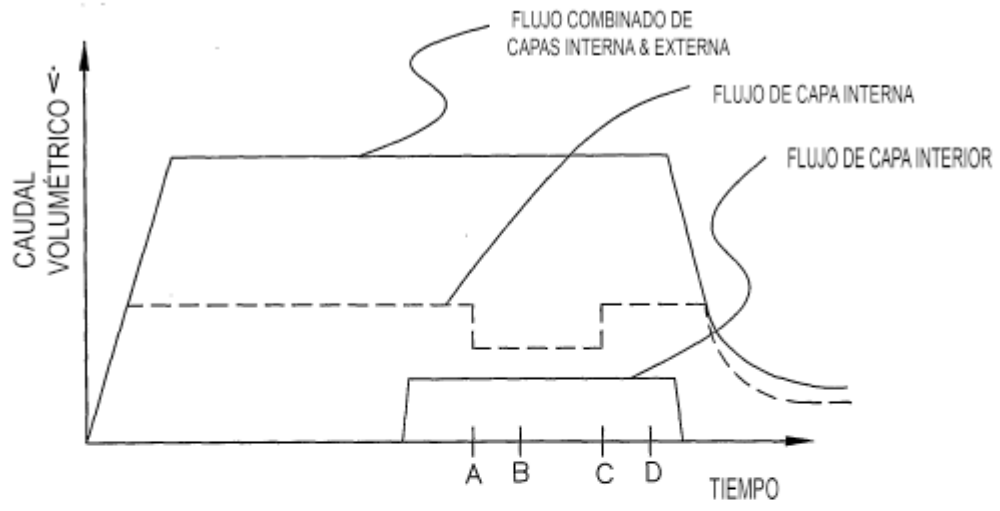 FLUJO COMBINADO DE
CAPAS INTERNA & EXTERNA
FLUJO DE CAPA INTERNA
FLUJO DE CAPA INTERIOR
CAUDAL
VOLUMÉTRICO V̇
A B C D
TIEMPO